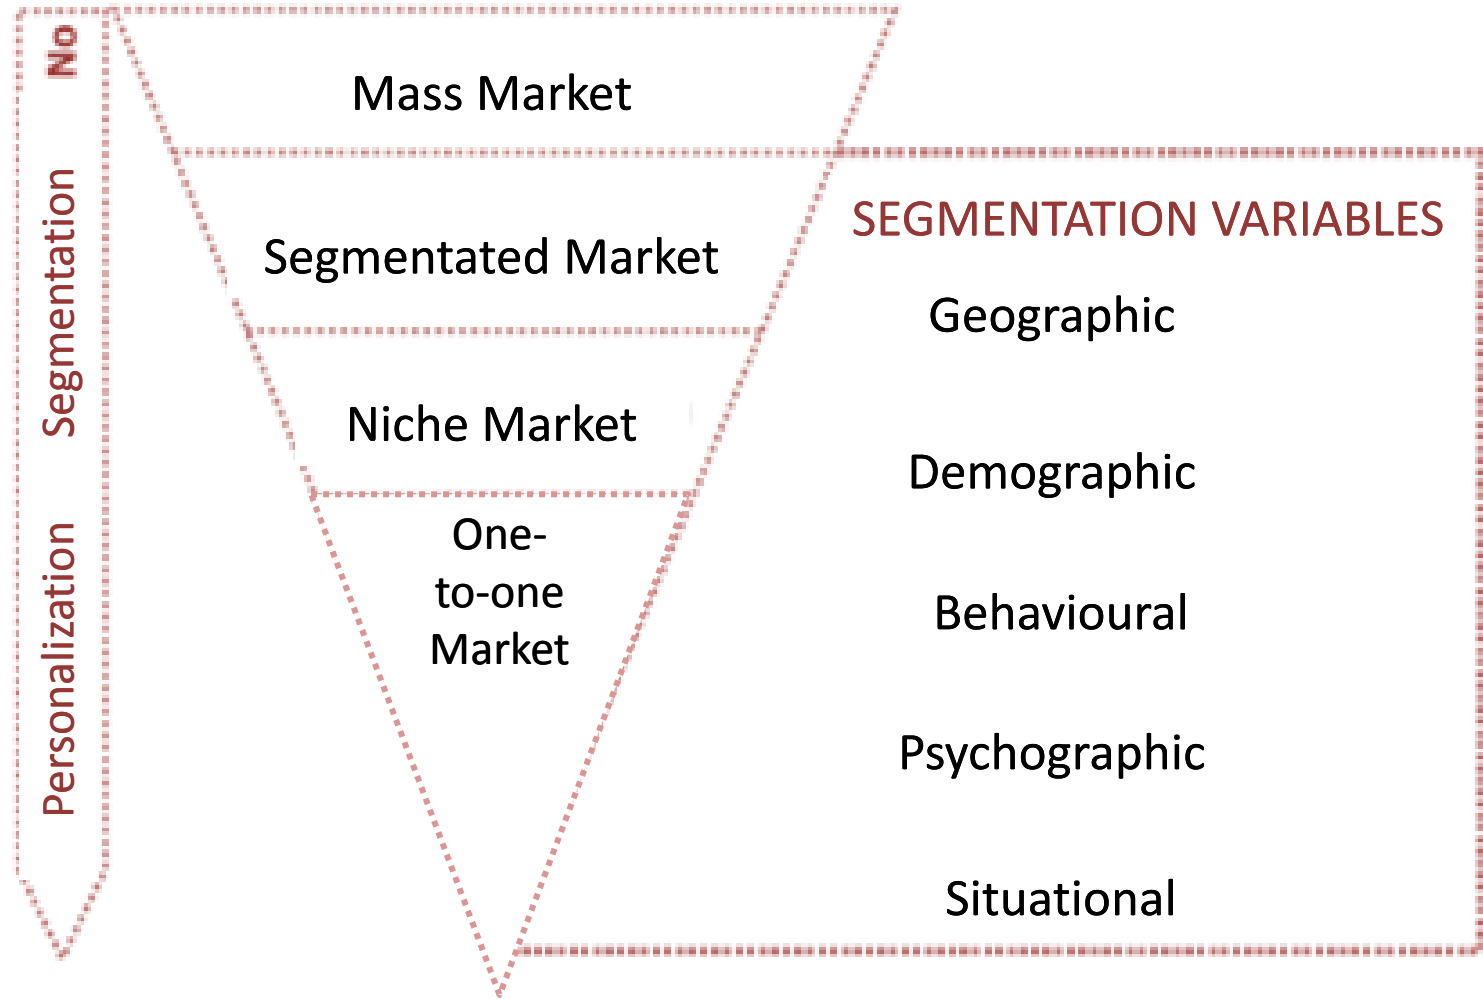 No
Segmentation
Personalization
Mass Market
Segmentated Market
Niche Market
One-
to-one
Market
SEGMENTATION VARIABLES
Geographic
Demographic
Behavioural
Psychographic
Situational